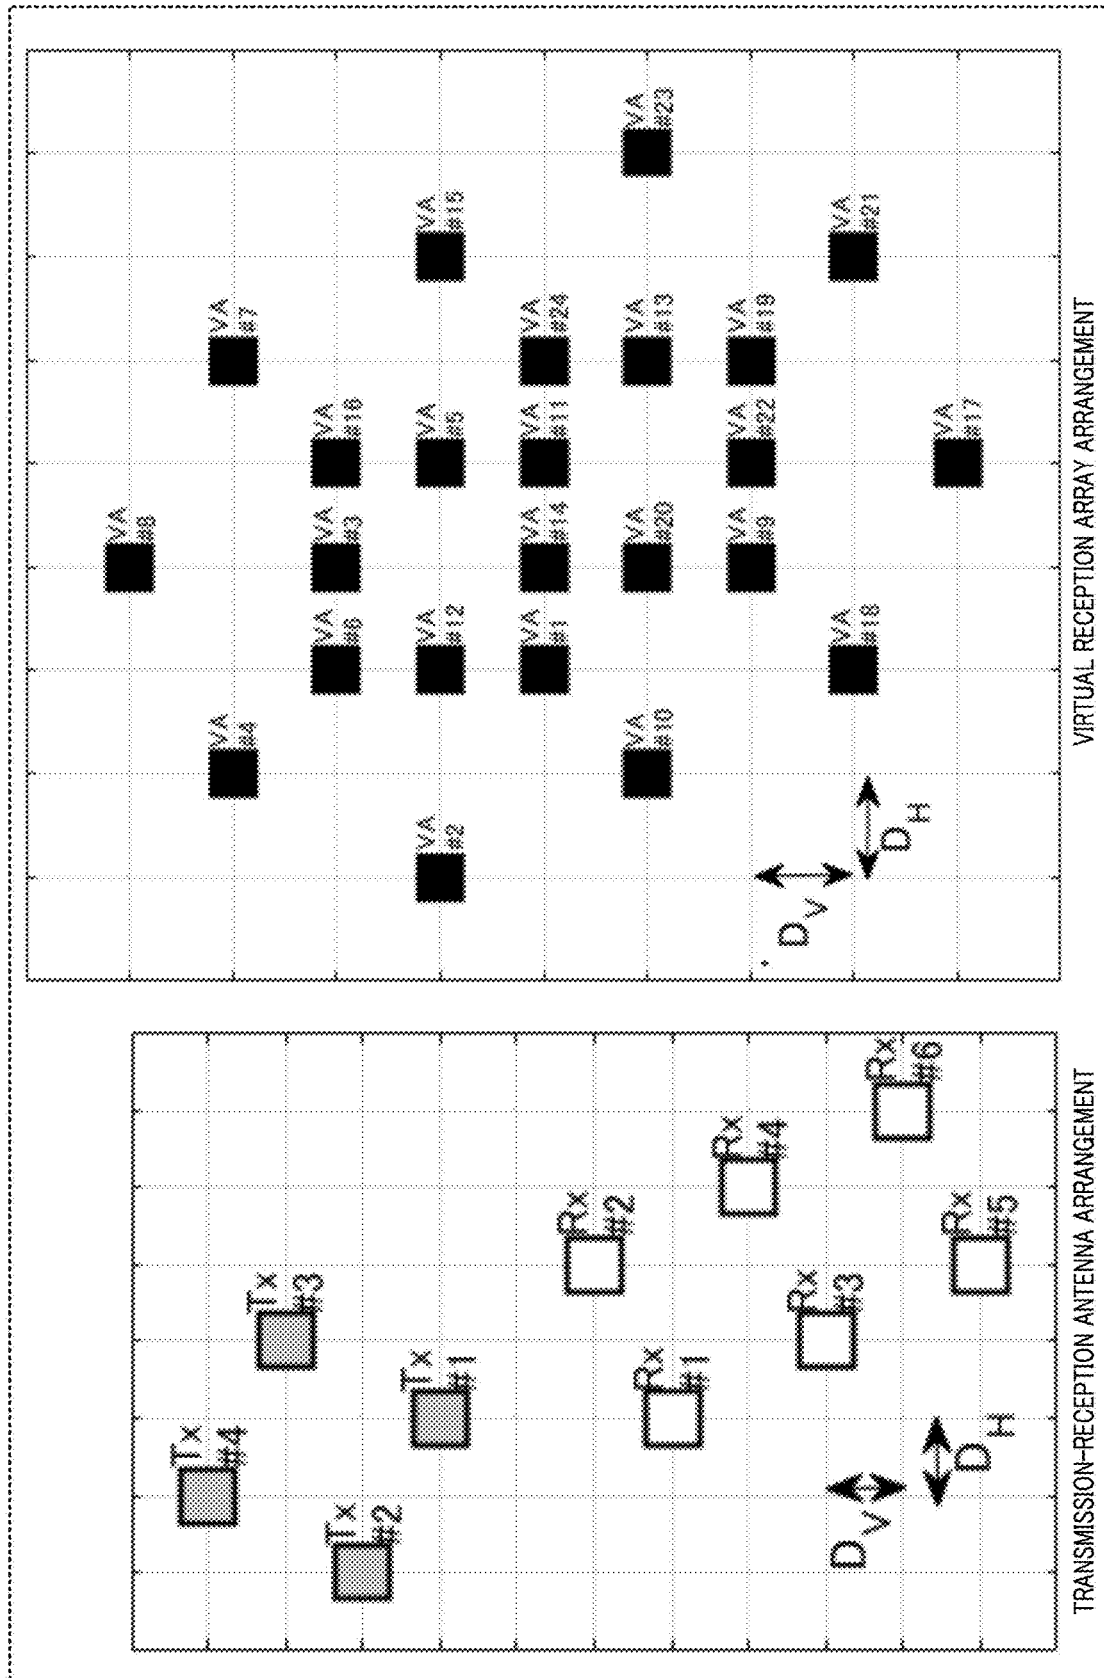 Tx
#4
Tx
#3
Tx
#2
Tx
#1
Rx
#2
Rx
#1
Rx
#4
Rx
#3
Rx
#6
Rx
#5
DV
DH
TRANSMISSION-RECEPTION ANTENNA ARRANGEMENT
VA
#8
VA
#4
VA
#7
VA
#6
VA
#3
VA
#16
VA
#2
VA
#12
VA
#5
VA
#15
VA
#1
VA
#14
VA
#11
VA
#24
VA
#10
VA
#20
VA
#13
VA
#23
VA
#9
VA
#22
VA
#19
VA
#18
VA
#21
VA
#17
DV
DH
VIRTUAL RECEPTION ARRAY ARRANGEMENT